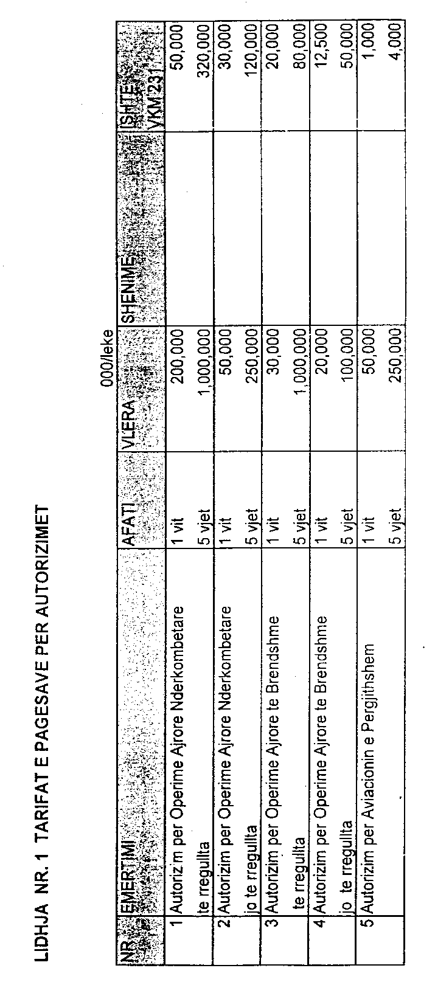 LIDHJA NR. 1 TARIFAT E PAGESAVE PER AUTORIZIMET
000/leke
NR EMERTIMI AFATI VLERA SHENIME ISHTE
VKM 231
1 Autorizim per Operime Ajrore Nderkombetare 1 vit 200,000 50,000
te rregullta 5 vjet 1,000,000 320,000
2 Autorizim per Operime Ajrore Nderkombetare 1 vit 50,000 30,000
jo te rregullta 5 vjet 250,000 120,000
3 Autorizim per Operime Ajrore te Brendshme 1 vit 30,000 20,000
te rregullta 5 vjet 1,000,000 80,000
4 Autorizim per Operime Ajrore te Brendshme 1 vit 20,000 12,500
jo te rregullta 5 vjet 100,000 50,000
5 Autorizim per Aviacionin e Pergjithshem 1 vit 50,000 1,000
5 vjet 250,000 4,000